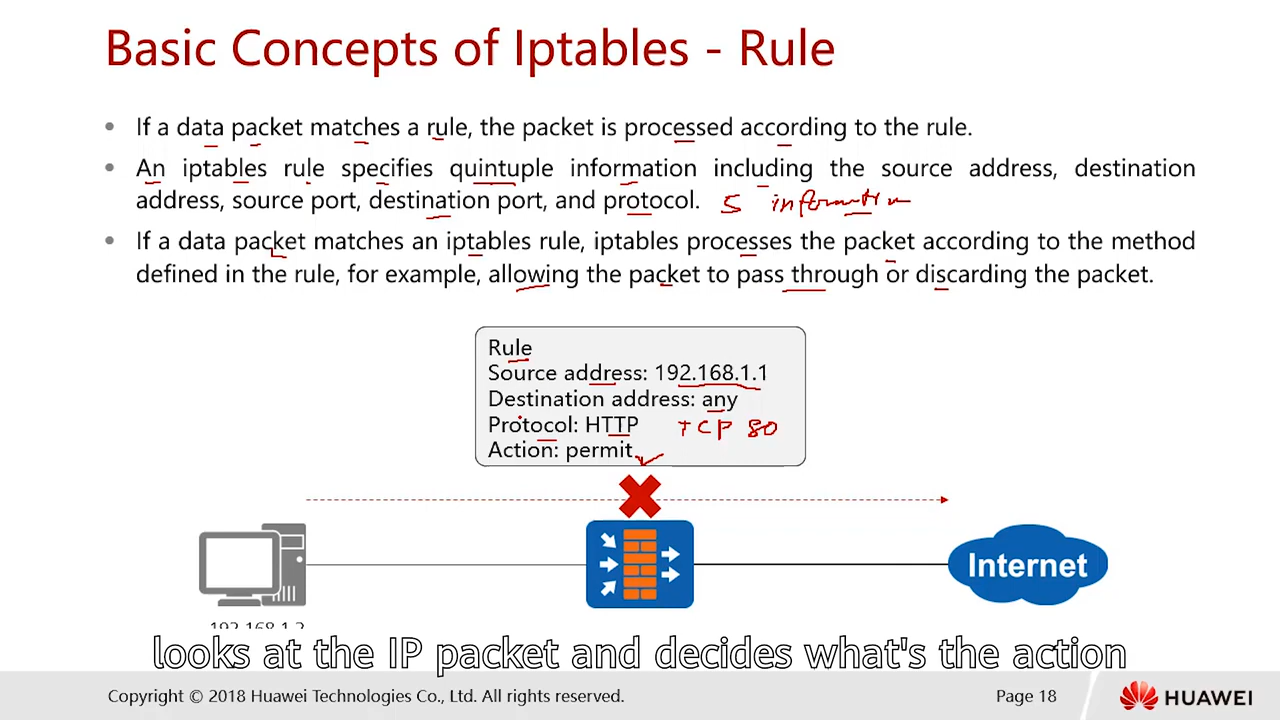 Basic Concepts of Iptables - Rule
• If a data packet matches a rule, the packet is processed according to the rule.
• An iptables rule specifies quintuple information including the source address, destination
address, source port, destination port, and protocol. 5 information
• If a data packet matches an iptables rule, iptables processes the packet according to the method
defined in the rule, for example, allowing the packet to pass through or discarding the packet.
Rule
Source address: 192.168.1.1
Destination address: any
Protocol: HTTP TCP 80
Action: permit
Internet
192.168.1.2
looks at the IP packet and decides what's the action
Copyright © 2018 Huawei Technologies Co., Ltd. All rights reserved.
Page 18
HUAWEI